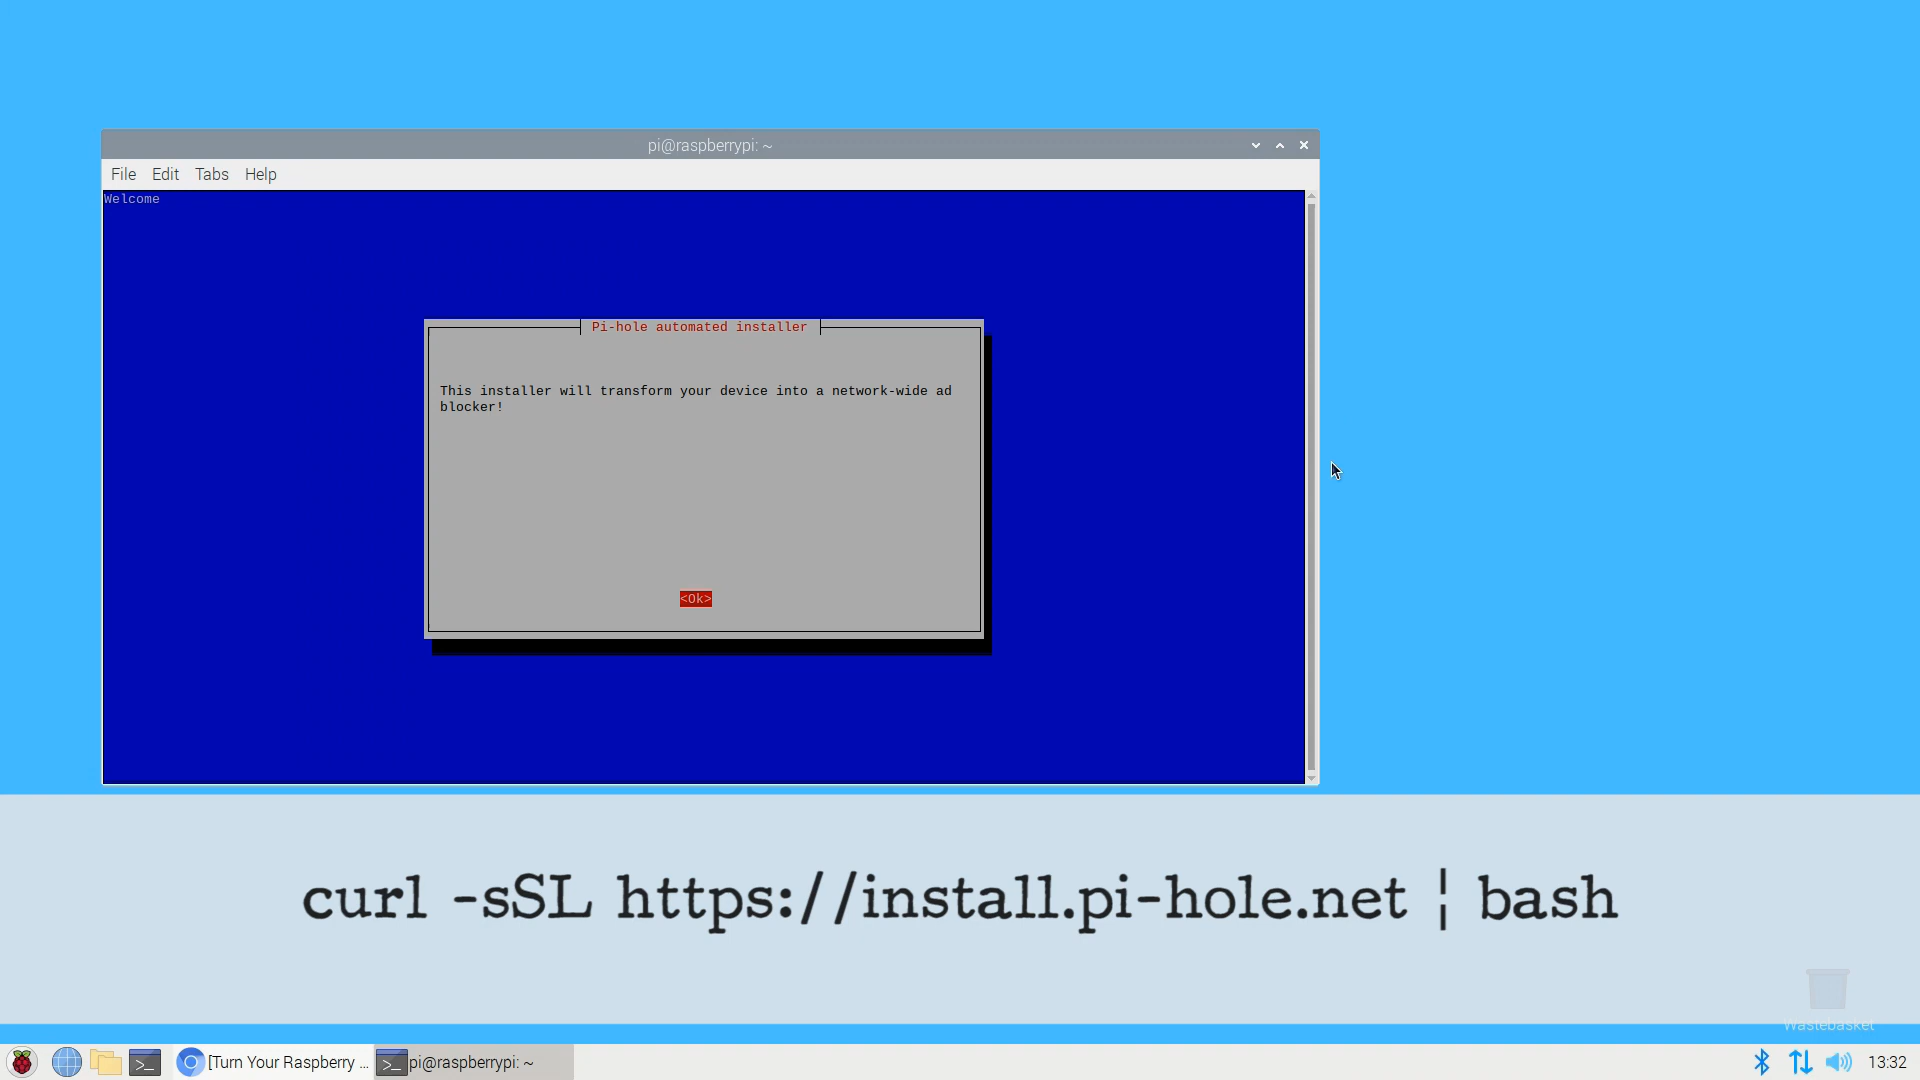 pi@raspberrypi: ~
File Edit Tabs Help
Welcome
Pi-hole automated installer
This installer will transform your device into a network-wide ad
blocker!
<Ok>
curl -sSL https://install.pi-hole.net ¦ bash
Wastebasket
[Turn Your Raspberry ... pi@raspberrypi: ~ 13:32